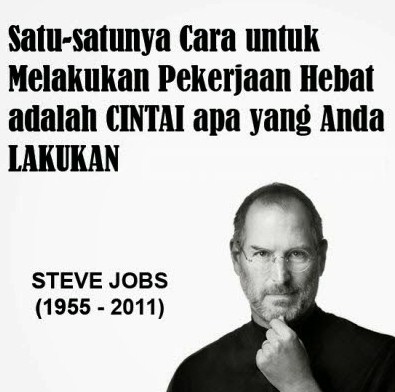 Satu-satunya Cara untuk
Melakukan Pekerjaan Hebat
adalah CINTAI apa yang Anda
LAKUKAN
STEVE JOBS
(1955 - 2011)